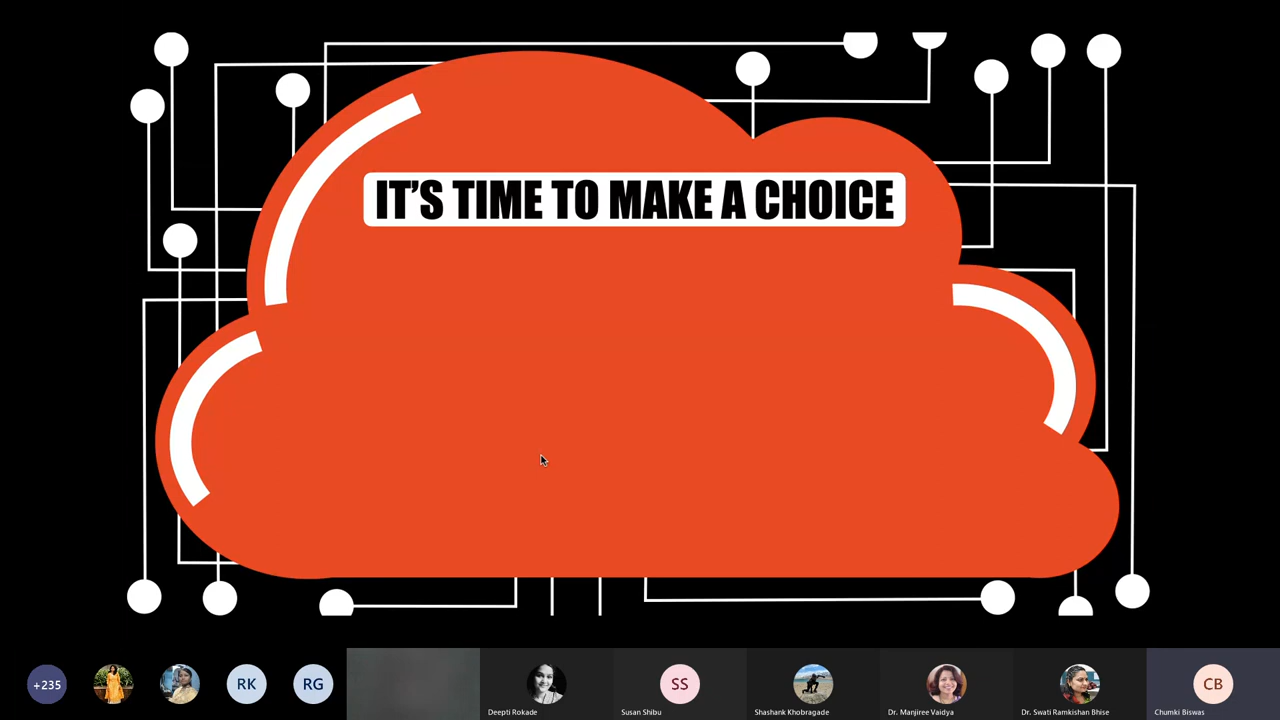 IT'S TIME TO MAKE A CHOICE
+235
RK
RG
SS
CB
Deepti Rokade
Susan Shibu
Shashank Khobragade
Dr. Manjiree Vaidya
Dr. Swati Ramkishan Bhise
Chumki Biswas